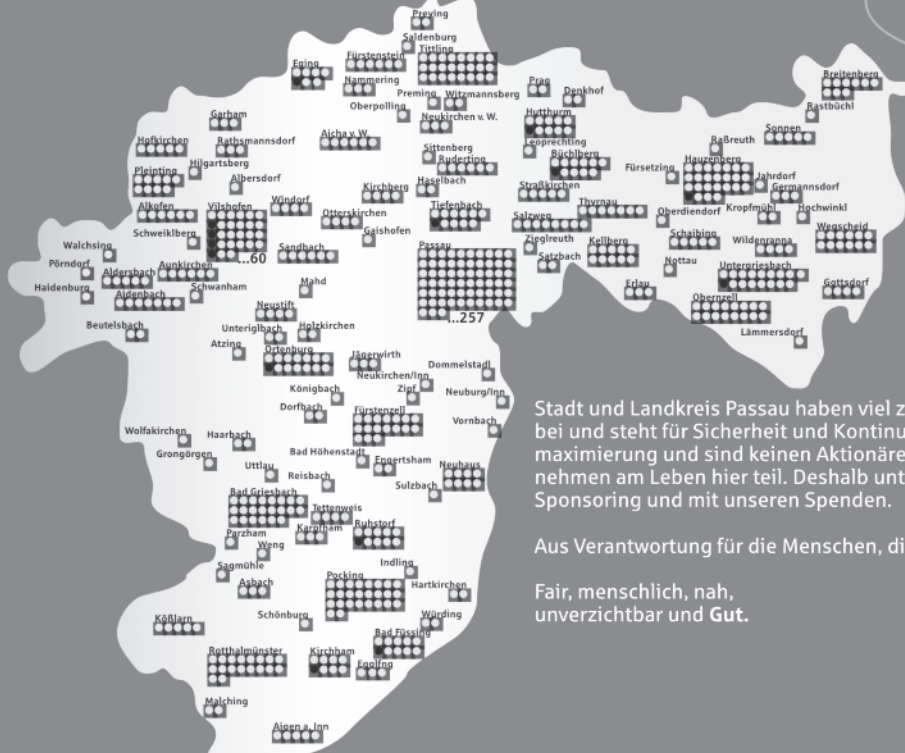 Preying
Saldenburg
Tittling
Fürstenstein
Eging
Nammering
Preming
Witzmannsberg
Prag
Denkhof
Breitenberg
Rastbüchl
Oberpolling
Neukirchen v. W.
Hutthurm
Garham
Aicha v. W.
Sonnen
Hofkirchen
Rathsmannsdorf
Leoprechting
Raßreuth
Sittenberg
Büchlberg
Hauzenberg
Hilgartsberg
Ruderting
Fürsetzing
Pleinting
Jahrdorf
Albersdorf
Haselbach
Straßkirchen
Germannsdorf
Kirchberg
Windorf
Thyrnau
Alkofen
Vilshofen
Otterskirchen
Tiefenbach
Salzweg
Oberdiendorf
Kropfmühl
Hochwinkl
Schweiklberg
Gaishofen
Schaibing
Wegscheid
Walchsing
Sandbach
Passau
Ziegelreuth
Kellberg
Wildenranna
...60
Satzbach
Nottau
Pörndorf
Aldersbach
Aunkirchen
Untergriesbach
Haidenburg
Aidenbach
Schwanham
Mahd
Erlau
Gottsdorf
Neustift
Obernzell
...257
Beutelsbach
Unteriglbach
Holzkirchen
Lämmersdorf
Atzing
Ortenburg
Jägerwirth
Dommelstadl
Neukirchen/Inn
Königbach
Zipf
Neuburg/Inn
Dorfbach
Fürstenzell
Vornbach
Wolfakirchen
Haarbach
Grongörgen
Bad Höhenstadt
Engertsham
Neuhaus
Uttlau
Reisbach
Sulzbach
Bad Griesbach
Tettenweis
Karpfham
Ruhstorf
Parzham
Weng
Sagmühle
Indling
Asbach
Pocking
Hartkirchen
Schönburg
Würding
Kößlarn
Bad Füssing
Rotthalmünster
Kirchham
Egglfing
Malching
Aigen a. Inn
Stadt und Landkreis Passau haben viel z
bei und steht für Sicherheit und Kontinu
maximierung und sind keinen Aktionäre
nehmen am Leben hier teil. Deshalb unt
Sponsoring und mit unseren Spenden.
Aus Verantwortung für die Menschen, di
Fair, menschlich, nah,
unverzichtbar und Gut.